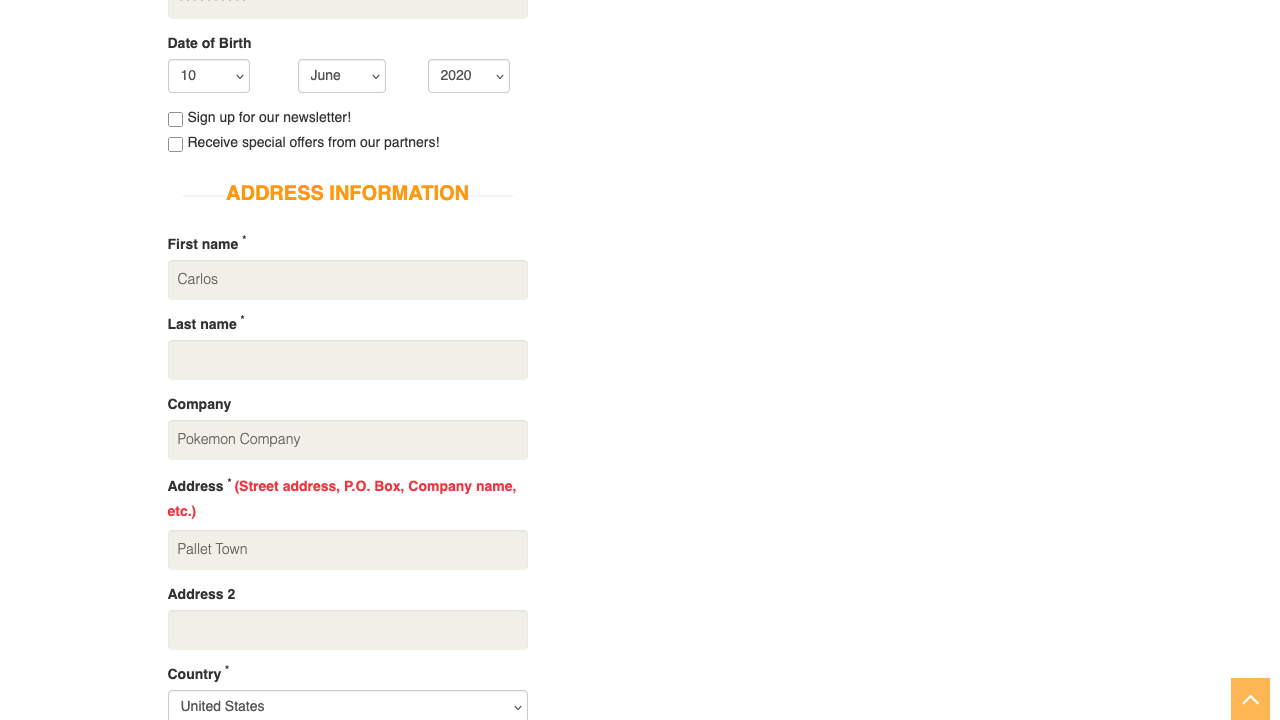 Date of Birth
10 June 2020
Sign up for our newsletter!
Receive special offers from our partners!
ADDRESS INFORMATION
First name *
Carlos
Last name *
Company
Pokemon Company
Address * (Street address, P.O. Box, Company name,
etc.)
Pallet Town
Address 2
Country *
United States